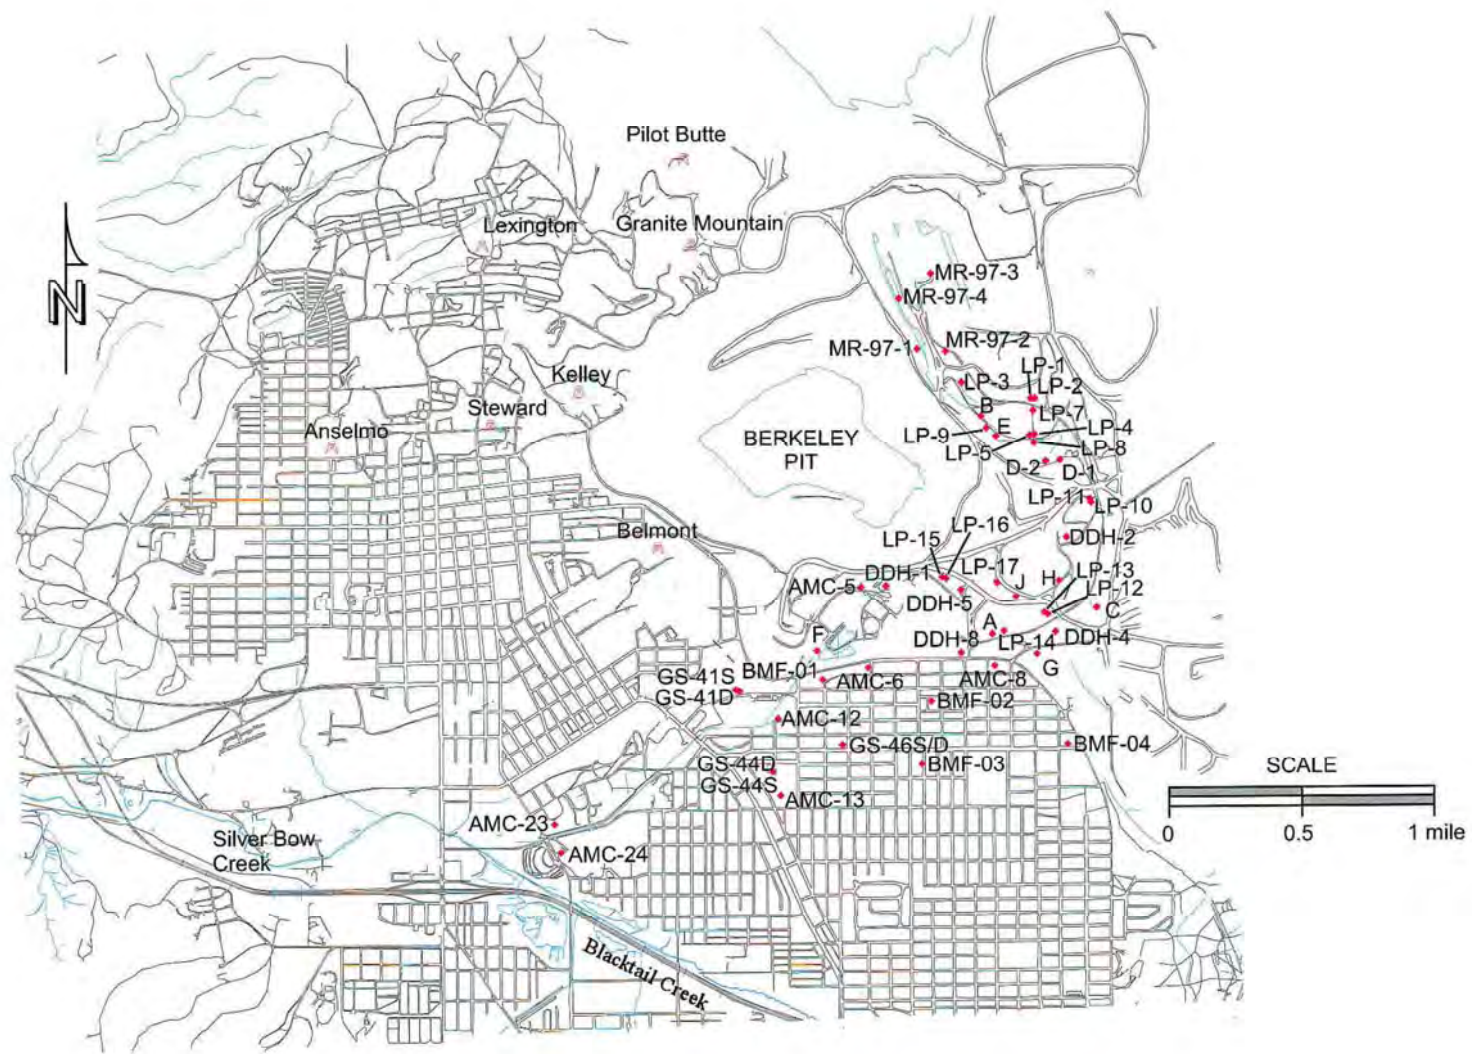 Pilot Butte
Lexington
Granite Mountain
N
MR-97-3
MR-97-4
MR-97-1
MR-97-2
LP-1
Kelley
LP-3
LP-2
Steward
B
LP-7
Anselmo
LP-9
E
LP-4
BERKELEY
PIT
LP-5
LP-8
D-2
D-1
LP-11
LP-10
Belmont
LP-16
LP-15
DDH-2
LP-17
LP-13
DDH-1
H
AMC-5
J
LP-12
DDH-5
C
A
F
DDH-8
LP-14
DDH-4
G
GS-41S
BMF-01
AMC-6
AMC-8
GS-41D
BMF-02
AMC-12
GS-46S/D
BMF-04
GS-44D
BMF-03
SCALE
GS-44S
AMC-13
AMC-23
0
0.5
1 mile
Silver Bow
Creek
AMC-24
Blacktail Creek